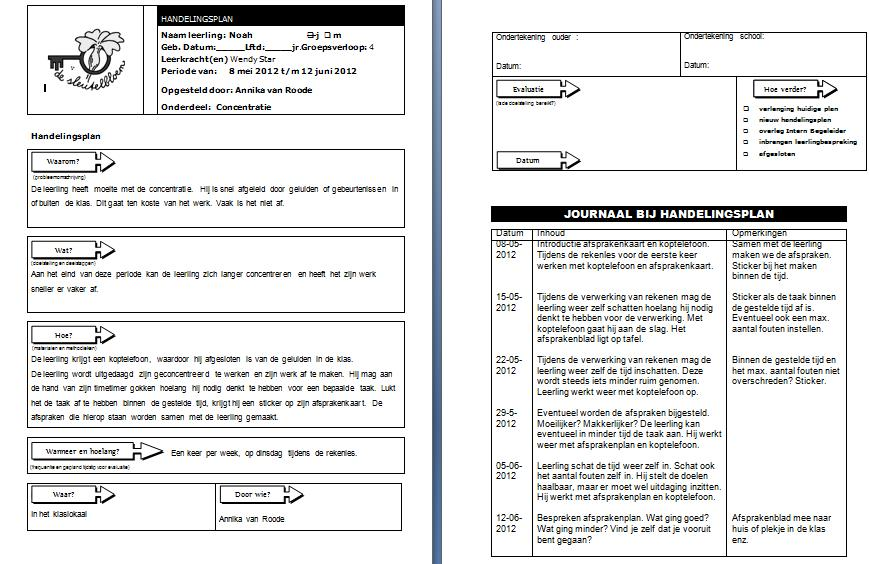 de sleutelbloem
HANDELINGSPLAN
Naam leerling: Noah j m
Geb. Datum:______Lftd:_____jr.Groepsverloop: 4
Leerkracht(en) Wendy Star
Periode van: 8 mei 2012 t/m 12 juni 2012
Opgesteld door: Annika van Roode
Onderdeel: Concentratie
Handelingsplan
Waarom?
(probleemomschrijving)
De leerling heeft moeite met de concentratie. Hij is snel afgeleid door geluiden of gebeurtenissen in
of buiten de klas. Dit gaat ten koste van het werk. Vaak is het niet af.
Wat?
(doelstelling en deelstappen)
Aan het eind van deze periode kan de leerling zich langer concentreren en heeft het zijn werk
sneller er vaker af.
Hoe?
(materialen en methodieken)
De leerling krijgt een koptelefoon, waardoor hij afgesloten is van de geluiden in de klas.
De leerling wordt uitgedaagd zijn geconcentreerd te werken en zijn werk af te maken. Hij mag aan
de hand van zijn timetimer gokken hoelang hij nodig denkt te hebben voor een bepaalde taak. Lukt
het de taak af te hebben binnen de gestelde tijd, krijgt hij een sticker op zijn afsprakenkaart. De
afspraken die hierop staan worden samen met de leerling gemaakt.
Wanneer en hoelang?
Een keer per week, op dinsdag tijdens de rekenles.
(frequentie en gepland tijdstip voor evaluatie)
Waar?
In het klaslokaal
Door wie?
Annika van Roode
Ondertekening ouder :
Datum:
Ondertekening school:
Datum:
Evaluatie
(is de doelstelling bereikt?)
Datum
Hoe verder?
verlenging huidige plan
nieuw handelingsplan
overleg Intern Begeleider
inbrengen leerlingbespreking
afgesloten
JOURNAAL BIJ HANDELINGSPLAN
Datum Inhoud Opmerkingen
08-05- Introductie afsprakenkaart en koptelefoon. Samen met de leerling
2012 Tijdens de rekenles voor de eerste keer maken we de afspraken.
werken met koptelefoon en afsprakenkaart. Sticker bij het maken
binnen de tijd.
15-05- Tijdens de verwerking van rekenen mag de Sticker als de taak binnen
2012 leerling weer zelf schatten hoelang hij nodig de gestelde tijd af is.
denkt te hebben voor de verwerking. Met Eventueel ook een max.
koptelefoon gaat hij aan de slag. Het aantal fouten instellen.
afsprakenblad ligt op tafel.
22-05- Tijdens de verwerking van rekenen mag de Binnen de gestelde tijd en
2012 leerling weer zelf de tijd inschatten. Deze het max. aantal fouten niet
wordt steeds iets minder ruim genomen. overschreden? Sticker.
Leerling werkt weer met koptelefoon op.
29-5- Eventueel worden de afspraken bijgesteld.
2012 Moeilijker? Makkerlijker? De leerling kan
eventueel in minder tijd de taak aan. Hij werkt
weer met afsprakenplan en koptelefoon.
05-06- Leerling schat de tijd weer zelf in. Schat ook
2012 het aantal fouten zelf in. Hij stelt de doelen
haalbaar, maar er moet wel uitdaging inzitten.
Hij werkt met afsprakenplan en koptelefoon.
12-06- Bespreken afsprakenplan. Wat ging goed? Afsprakenblad mee naar
2012 Wat ging minder? Vind je zelf dat je vooruit huis of plekje in de klas
bent gegaan? enz.